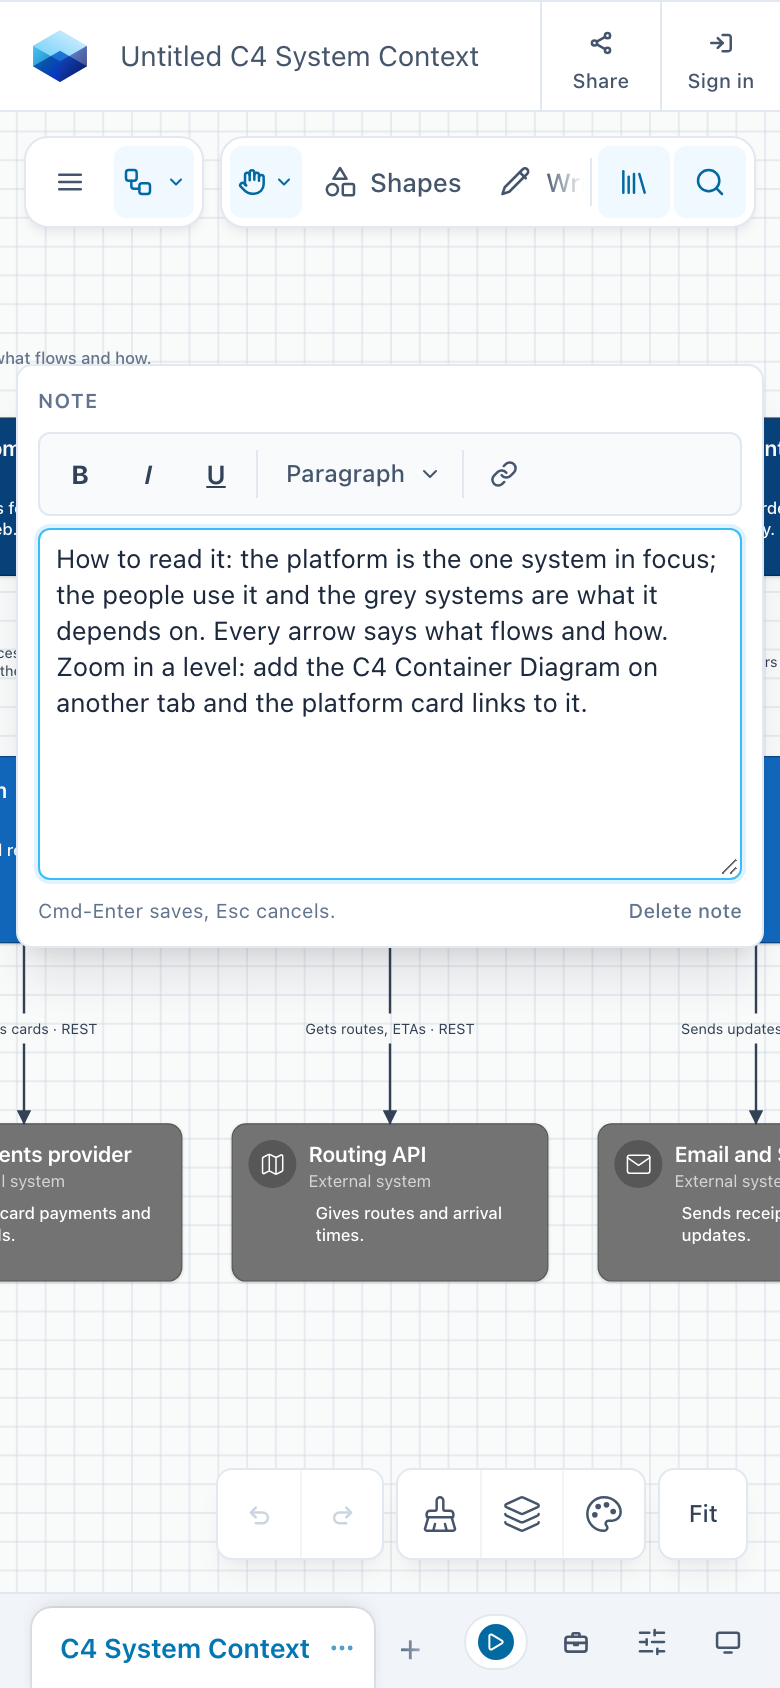 Untitled C4 System Context
Share
Sign in
Shapes
what flows and how.
NOTE
B I U Paragraph
How to read it: the platform is the one system in focus;
the people use it and the grey systems are what it
depends on. Every arrow says what flows and how.
Zoom in a level: add the C4 Container Diagram on
another tab and the platform card links to it.
Cmd-Enter saves, Esc cancels.
Delete note
s cards · REST
Gets routes, ETAs · REST
Sends updates
ents provider
l system
card payments and
ls.
Routing API
External system
Gives routes and arrival
times.
Email and S
External syste
Sends receip
updates.
Fit
C4 System Context